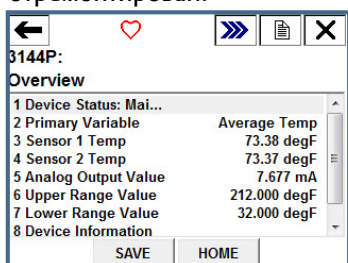 3144P:
Overview
1 Device Status: Mai...
2 Primary Variable Average Temp
3 Sensor 1 Temp 73.38 degF
4 Sensor 2 Temp 73.37 degF
5 Analog Output Value 7.677 mA
6 Upper Range Value 212.000 degF
7 Lower Range Value 32.000 degF
8 Device Information
SAVE HOME